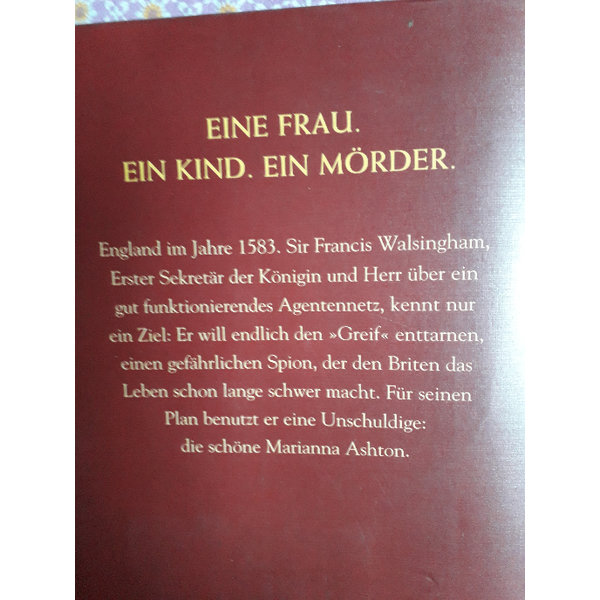 EINE FRAU.
EIN KIND. EIN MÖRDER.
England im Jahre 1583. Sir Francis Walsingham,
Erster Sekretär der Königin und Herr über ein
gut funktionierendes Agentennetz, kennt nur
ein Ziel: Er will endlich den »Greif« enttarnen,
einen gefährlichen Spion, der den Briten das
Leben schon lange schwer macht. Für seinen
Plan benutzt er eine Unschuldige:
die schöne Marianna Ashton.